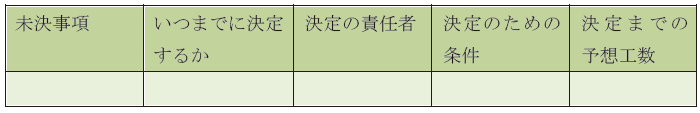 未決事項
いつまでに決定
するか
決定の責任者
決定のための
条件
決定までの
予想工数